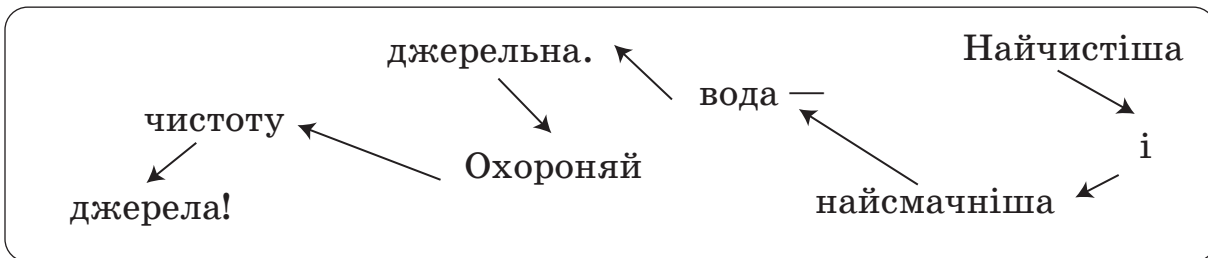 Найчистіша
і
найсмачніша
вода —
джерельна.
Охороняй
чистоту
джерела!